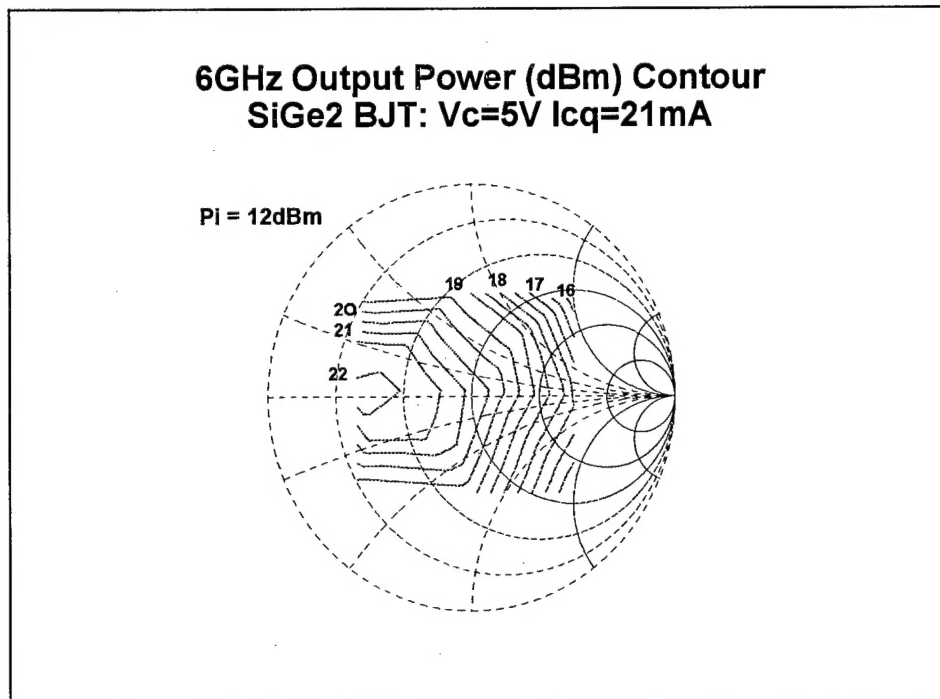 6GHz Output Power (dBm) Contour
SiGe2 BJT: Vc=5V Icq=21mA
Pi = 12dBm
19 18 17 16
20
21
22